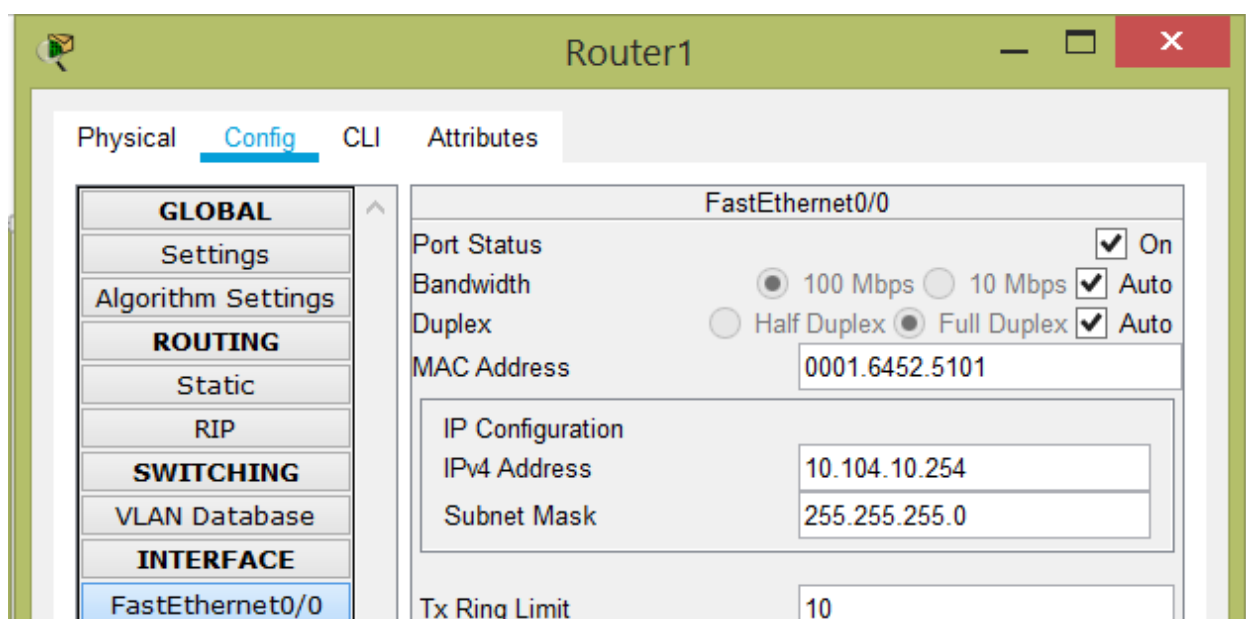 Router1
Physical Config CLI Attributes
GLOBAL
Settings
Algorithm Settings
ROUTING
Static
RIP
SWITCHING
VLAN Database
INTERFACE
FastEthernet0/0
FastEthernet0/0
Port Status On
Bandwidth 100 Mbps 10 Mbps Auto
Duplex Half Duplex Full Duplex Auto
MAC Address 0001.6452.5101
IP Configuration
IPv4 Address 10.104.10.254
Subnet Mask 255.255.255.0
Tx Ring Limit 10